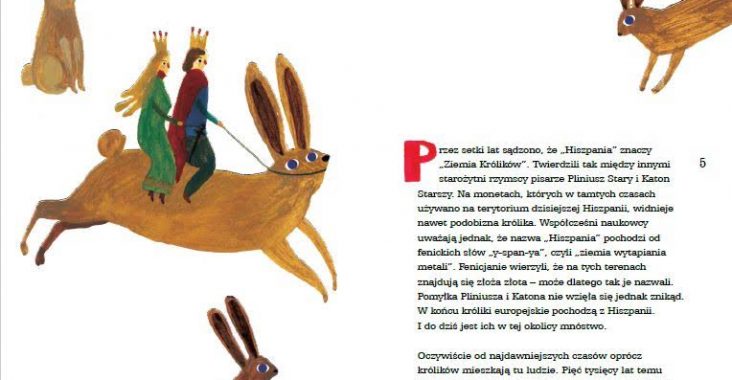 Przez setki lat sądzono, że „Hiszpania” znaczy
„Ziemia Królików”. Twierdzili tak między innymi
starożytni rzymscy pisarze Pliniusz Stary i Katon
Starszy. Na monetach, których w tamtych czasach
używano na terytorium dzisiejszej Hiszpanii, widnieje
nawet podobizna królika. Współcześni naukowcy
uważają jednak, że nazwa „Hiszpania” pochodzi od
fenickich słów „y-span-ya”, czyli „ziemia wytapiania
metali”. Fenicjanie wierzyli, że na tych terenach
znajdują się złoża złota – może dlatego tak je nazwali.
Pomyłka Pliniusza i Katona nie wzięła się jednak znikąd.
W końcu króliki europejskie pochodzą z Hiszpanii.
I do dziś jest ich w tej okolicy mnóstwo.
Oczywiście od najdawniejszych czasów oprócz
królików mieszkają tu ludzie. Pięć tysięcy lat temu
5